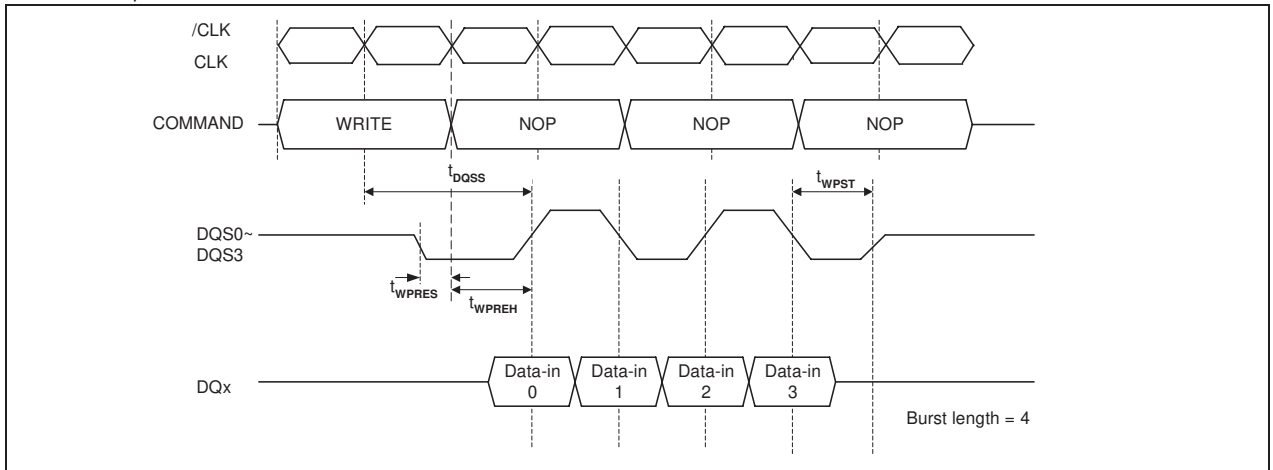 /CLK
CLK
COMMAND WRITE NOP NOP NOP
tDQSS tWPST
DQS0~
DQS3
tWPRES tWPREH
DQx
Data-in Data-in Data-in Data-in
0 1 2 3
Burst length = 4